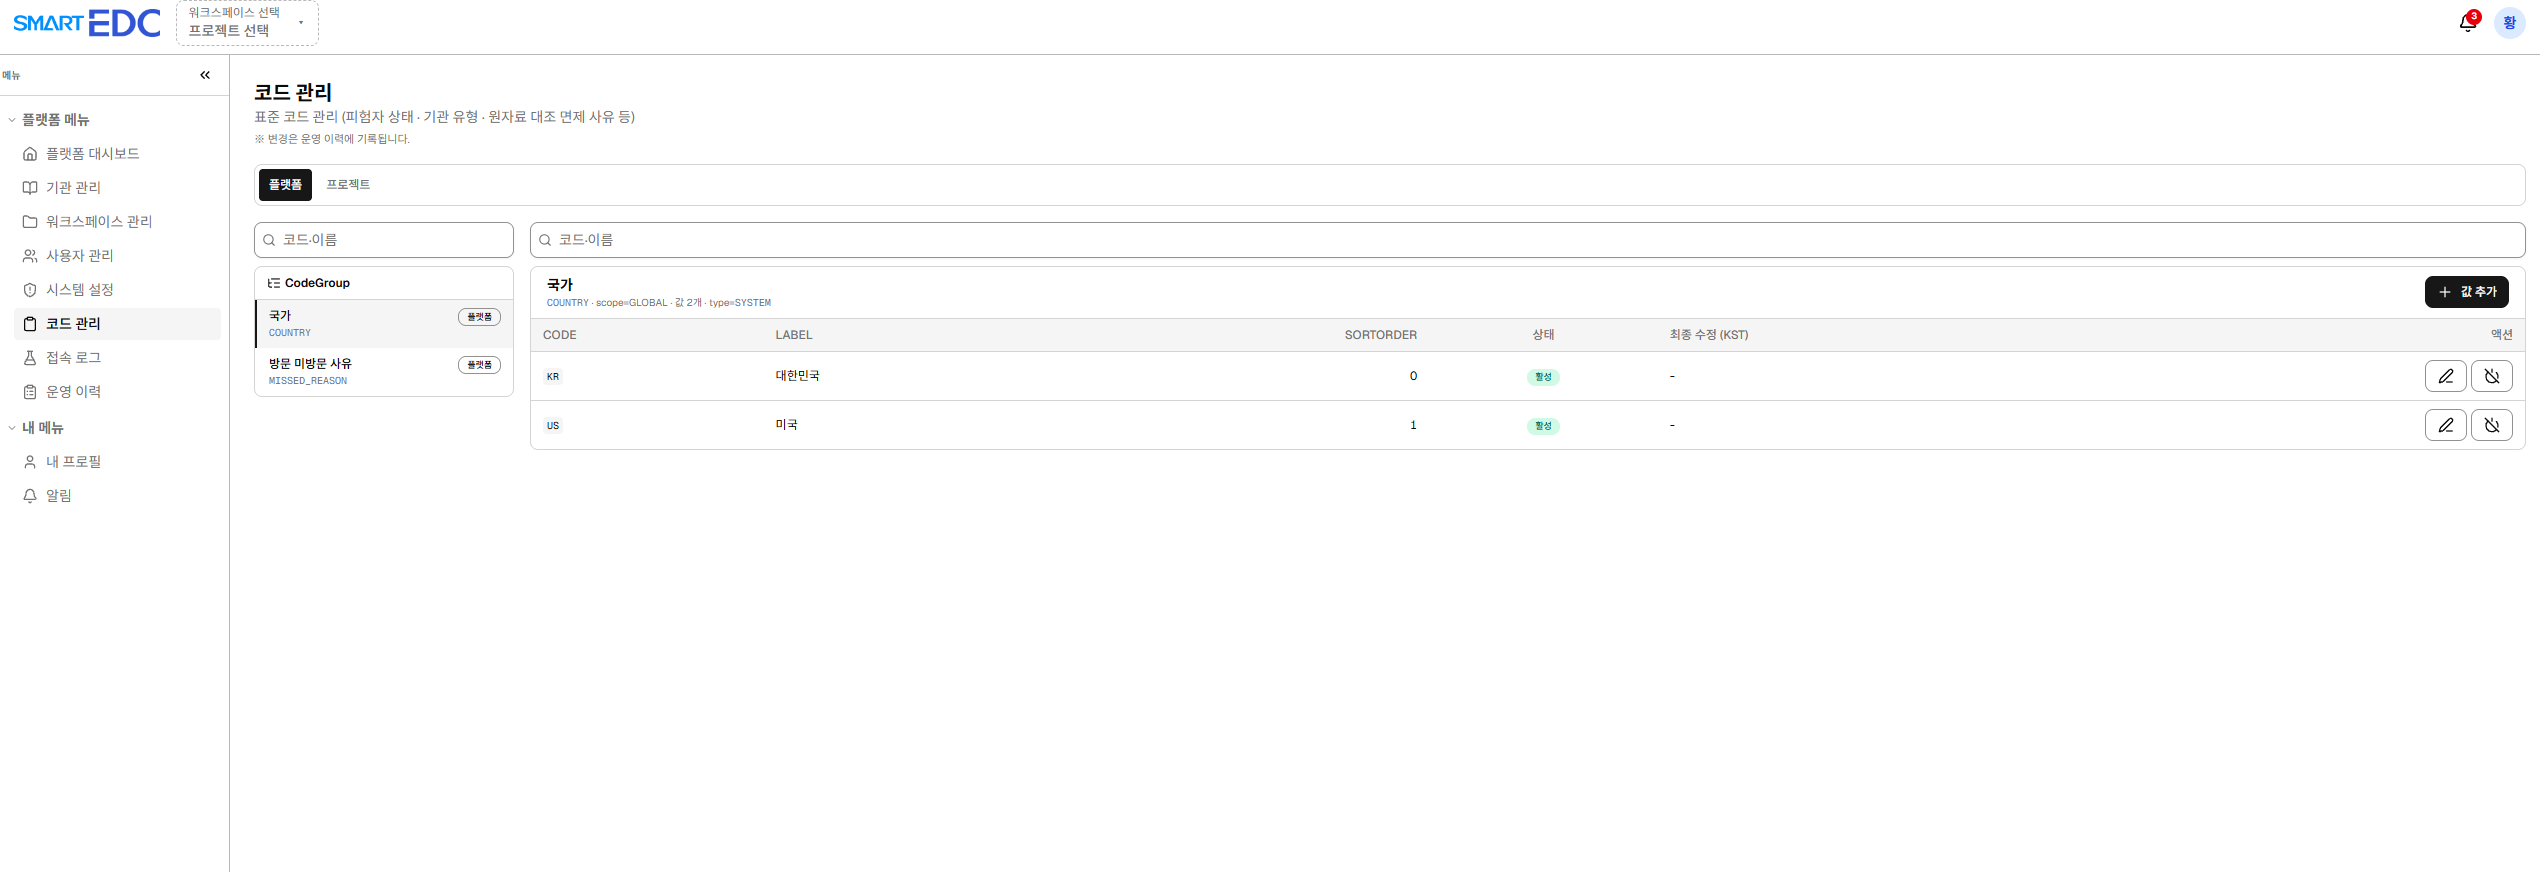 SMART EDC
워크스페이스 선택
프로젝트 선택
3
황
메뉴
플랫폼 메뉴
플랫폼 대시보드
기관 관리
워크스페이스 관리
사용자 관리
시스템 설정
코드 관리
접속 로그
운영 이력
내 메뉴
내 프로필
알림
코드 관리
표준 코드 관리 (피험자 상태 · 기관 유형 · 원자료 대조 면제 사유 등)
※ 변경은 운영 이력에 기록됩니다.
플랫폼 프로젝트
코드·이름
CodeGroup
국가 플랫폼
COUNTRY
방문 미방문 사유 플랫폼
MISSED_REASON
코드·이름
국가
COUNTRY · scope=GLOBAL · 값 2개 · type=SYSTEM
값 추가
CODE LABEL SORTORDER 상태 최종 수정 (KST) 액션
KR 대한민국 0 활성 -
US 미국 1 활성 -